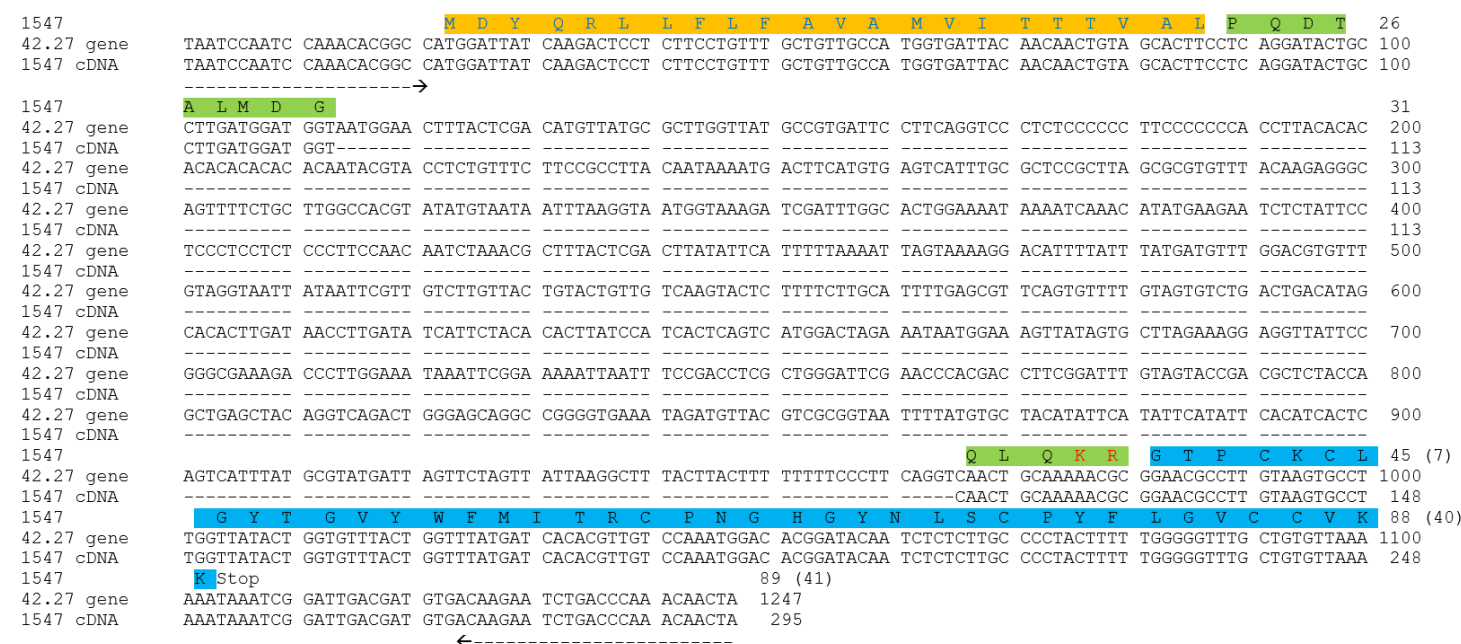 1547 M D Y Q R L L F L F A V A M V I T T T V A L P Q D T 26
42.27 gene TAATCCAATC CAAACACGGC CATGGATTAT CAAGACTCCT CTTCCTGTTT GCTGTTGCCA TGGTGATTAC AACAACTGTA GCACTTCCTC AGGATACTGC 100
1547 cDNA TAATCCAATC CAAACACGGC CATGGATTAT CAAGACTCCT CTTCCTGTTT GCTGTTGCCA TGGTGATTAC AACAACTGTA GCACTTCCTC AGGATACTGC 100
---------------------→
1547 A L M D G 31
42.27 gene CTTGATGGAT GGTAATGGAA CTTTACTCGA CATGTTATGC GCTTGGTTAT GCCGTGATTC CTTCAGGTCC CTCTCCCCCC TTCCCCCCCA CCTTACACAC 200
1547 cDNA CTTGATGGAT GGT------- ---------- ---------- ---------- ---------- ---------- ---------- ---------- ---------- 113
42.27 gene ACACACACAC ACAATACGTA CCTCTGTTTC TTCCGCCTTA CAATAAAATG ACTTCATGTG AGTCATTTGC GCTCCGCTTA GCGCGTGTTT ACAAGAGGGC 300
1547 cDNA ---------- ---------- ---------- ---------- ---------- ---------- ---------- ---------- ---------- ---------- 113
42.27 gene AGTTTTCTGC TTGGCCACGT ATATGTAATA ATTTAAGGTA ATGGTAAAGA TCGATTTGGC ACTGGAAAAT AAAATCAAAC ATATGAAGAA TCTCTATTCC 400
1547 cDNA ---------- ---------- ---------- ---------- ---------- ---------- ---------- ---------- ---------- ---------- 113
42.27 gene TCCCTCCTCT CCCTTCCAAC AATCTAAACG CTTTACTCGA CTTATATTCA TTTTTAAAAT TAGTAAAAGG ACATTTTATT TATGATGTTT GGACGTGTTT 500
1547 cDNA ---------- ---------- ---------- ---------- ---------- ---------- ---------- ---------- ---------- ----------
42.27 gene GTAGGTAATT ATAATTCGTT GTCTTGTTAC TGTACTGTTG TCAAGTACTC TTTTCTTGCA TTTTGAGCGT TCAGTGTTTT GTAGTGTCTG ACTGACATAG 600
1547 cDNA ---------- ---------- ---------- ---------- ---------- ---------- ---------- ---------- ---------- ----------
42.27 gene CACACTTGAT AACCTTGATA TCATTCTACA CACTTATCCA TCACTCAGTC ATGGACTAGA AATAATGGAA AGTTATAGTG CTTAGAAAGG AGGTTATTCC 700
1547 cDNA ---------- ---------- ---------- ---------- ---------- ---------- ---------- ---------- ---------- ----------
42.27 gene GGGCGAAAGA CCCTTGGAAA TAAATTCGGA AAAATTAATT TCCGACCTCG CTGGGATTCG AACCCACGAC CTTCGGATTT GTAGTACCGA CGCTCTACCA 800
1547 cDNA ---------- ---------- ---------- ---------- ---------- ---------- ---------- ---------- ---------- ----------
42.27 gene GCTGAGCTAC AGGTCAGACT GGGAGCAGGC CGGGGTGAAA TAGATGTTAC GTCGCGGTAA TTTTATGTGC TACATATTCA TATTCATATT CACATCACTC 900
1547 cDNA ---------- ---------- ---------- ---------- ---------- ---------- ---------- ---------- ---------- ----------
1547 Q L Q K R G T P C K C L 45 (7)
42.27 gene AGTCATTTAT GCGTATGATT AGTTCTAGTT ATTAAGGCTT TACTTACTTT TTTTTCCCTT CAGGTCAACT GCAAAAACGC GGAACGCCTT GTAAGTGCCT 1000
1547 cDNA ---------- ---------- ---------- ---------- ---------- ---------- -----CAACT GCAAAAACGC GGAACGCCTT GTAAGTGCCT 148
1547 G Y T G V Y W F M I T R C P N G H G Y N L S C P Y F L G V C C V K 88 (40)
42.27 gene TGGTTATACT GGTGTTTACT GGTTTATGAT CACACGTTGT CCAAATGGAC ACGGATACAA TCTCTCTTGC CCCTACTTTT TGGGGGTTTG CTGTGTTAAA 1100
1547 cDNA TGGTTATACT GGTGTTTACT GGTTTATGAT CACACGTTGT CCAAATGGAC ACGGATACAA TCTCTCTTGC CCCTACTTTT TGGGGGTTTG CTGTGTTAAA 248
1547 K Stop 89 (41)
42.27 gene AAATAAATCG GATTGACGAT GTGACAAGAA TCTGACCCAA ACAACTA 1247
1547 cDNA AAATAAATCG GATTGACGAT GTGACAAGAA TCTGACCCAA ACAACTA 295
←------------------------